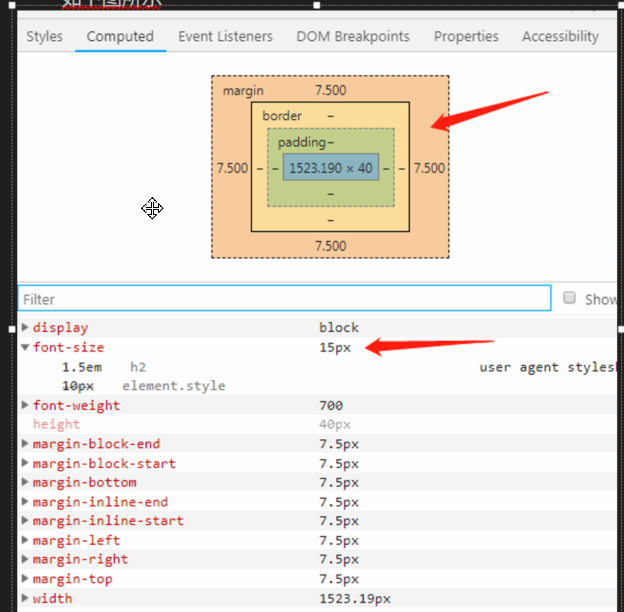 Styles Computed Event Listeners DOM Breakpoints Properties Accessibility
margin 7.500
border –
padding –
7.500 – – 1523.190 × 40 – – 7.500
–
–
7.500
Filter Show
display block
font-size 15px
1.5em h2 user agent styles
10px element.style
font-weight 700
height 40px
margin-block-end 7.5px
margin-block-start 7.5px
margin-bottom 7.5px
margin-inline-end 7.5px
margin-inline-start 7.5px
margin-left 7.5px
margin-right 7.5px
margin-top 7.5px
width 1523.19px